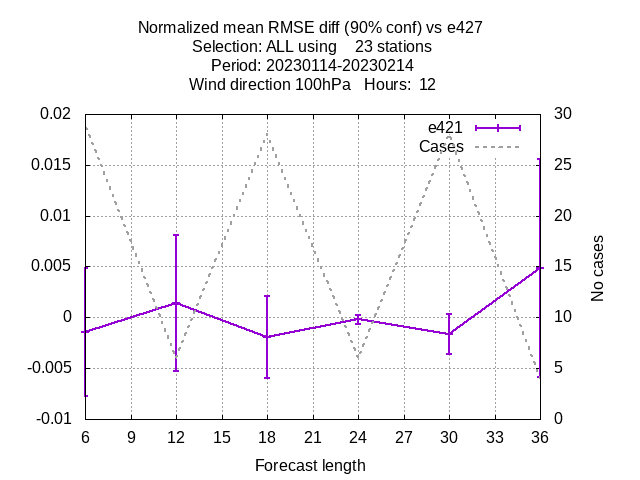 Normalized mean RMSE diff (90% conf) vs e427
Selection: ALL using    23 stations
Period: 20230114-20230214
Wind direction 100hPa   Hours:  12
0.02
0.015
0.01
0.005
0
-0.005
-0.01
e421
Cases
30
25
20
15
10
5
0
No cases
6 9 12 15 18 21 24 27 30 33 36
Forecast length